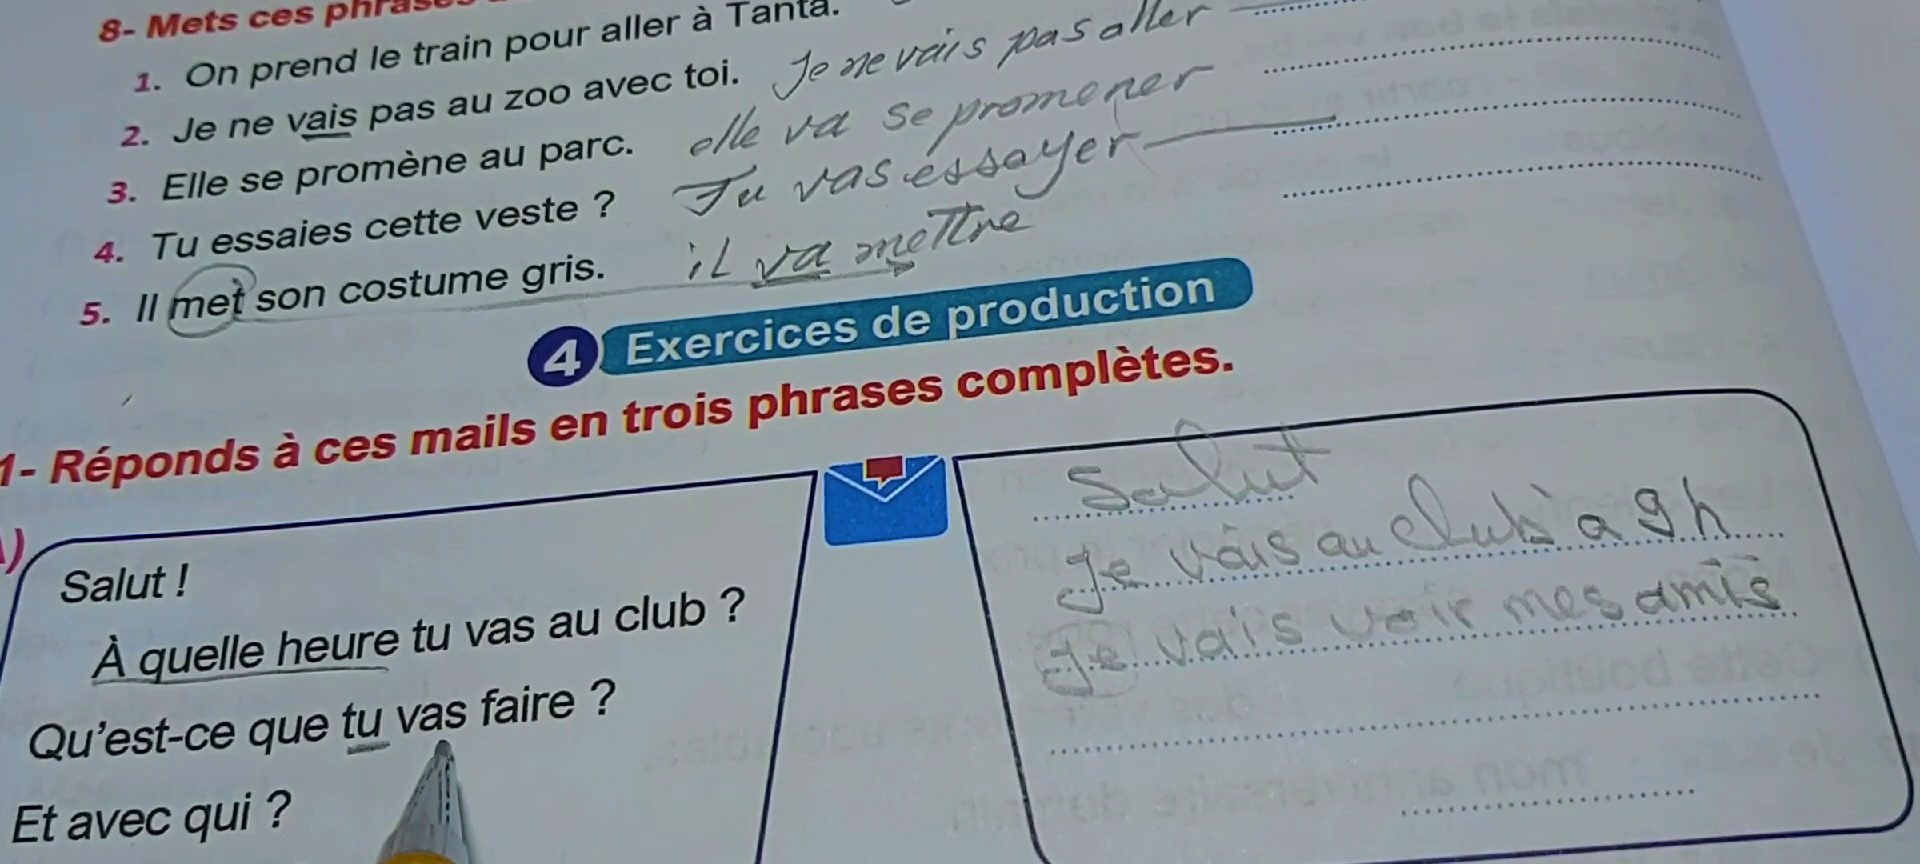 8- Mets ces phrases
1. On prend le train pour aller à Tanta.
2. Je ne vais pas au zoo avec toi. Je ne vais pas aller
3. Elle se promène au parc. elle va se promener
4. Tu essaies cette veste ? Tu vas essayer
5. Il met son costume gris. il va mettre
4 Exercices de production
1- Réponds à ces mails en trois phrases complètes.
Salut !
À quelle heure tu vas au club ?
Qu'est-ce que tu vas faire ?
Et avec qui ?
Salut
Je vais au club à 9h
Je vais voir mes amis